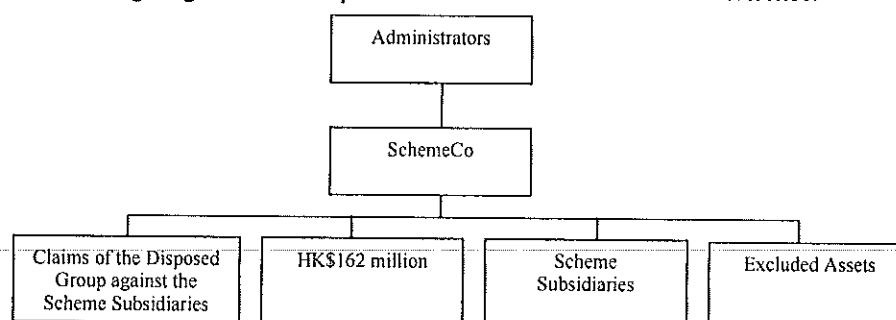 Administrators
SchemeCo
Claims of the Disposed
Group against the
Scheme Subsidiaries
HK$162 million
Scheme
Subsidiaries
Excluded Assets